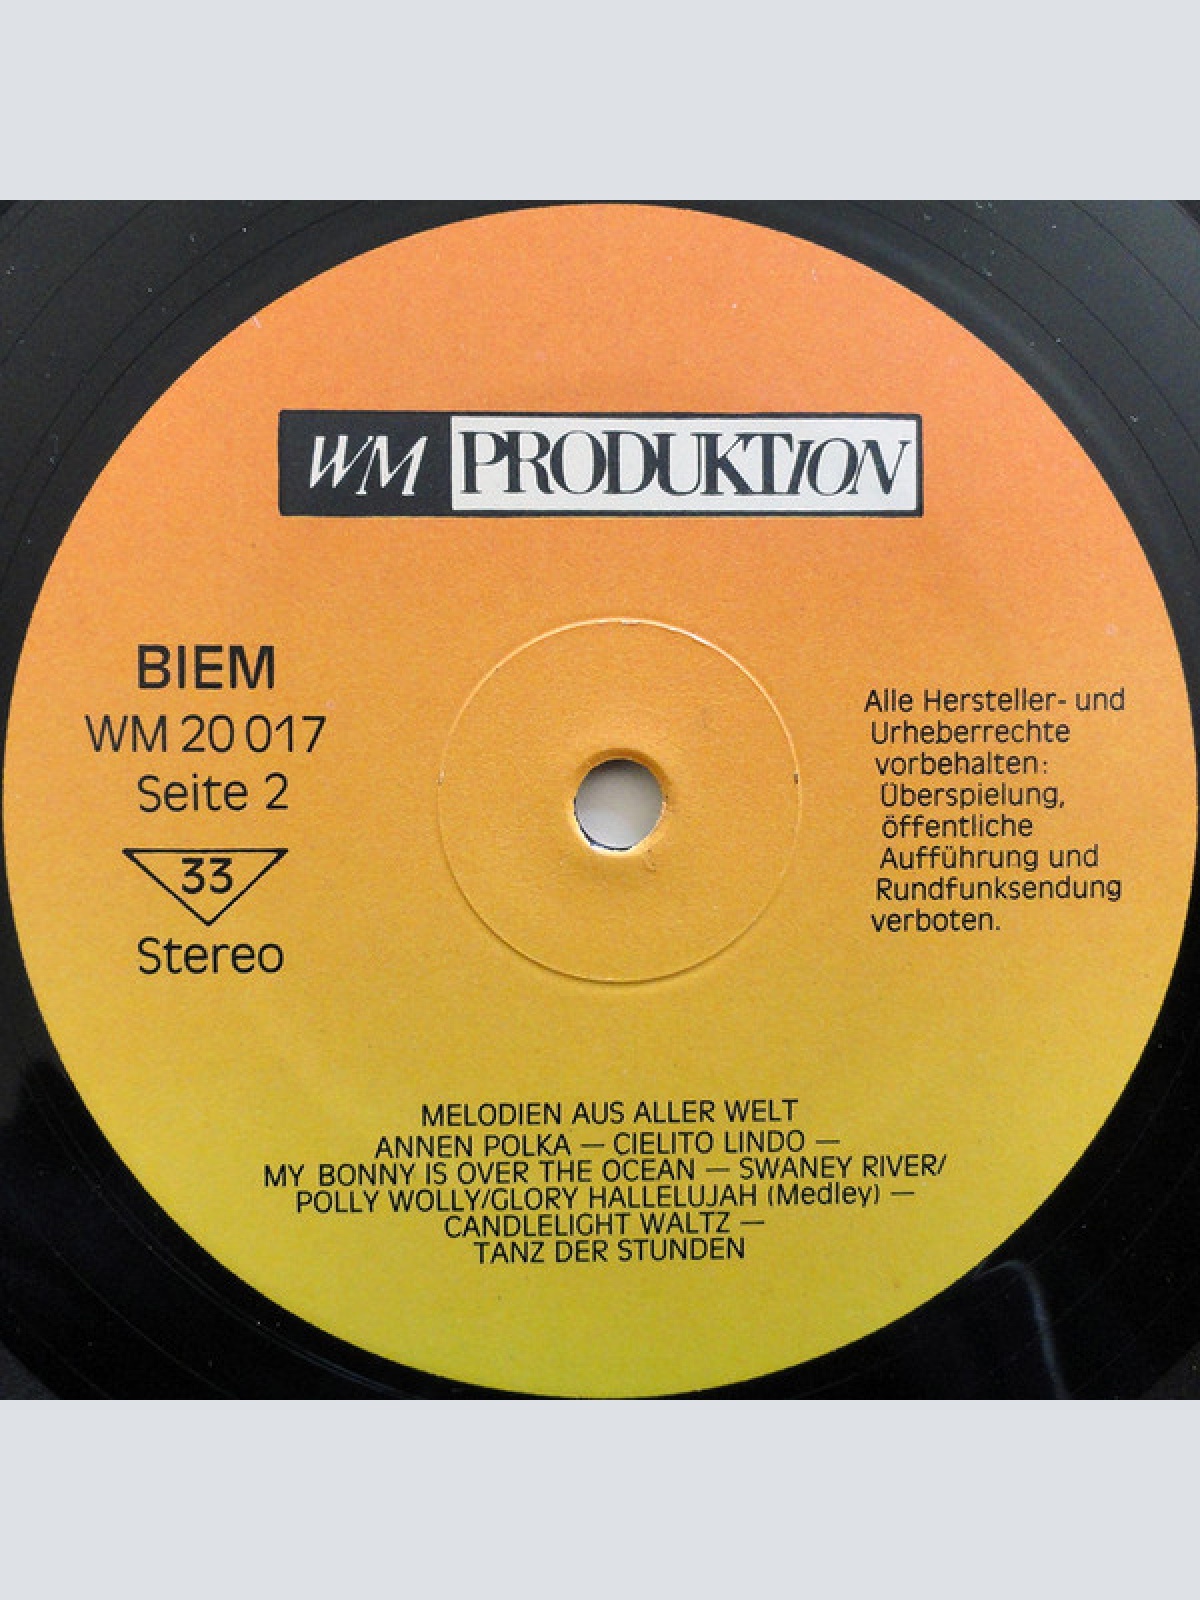 WM PRODUKTION
BIEM
WM 20 017
Seite 2
33
Stereo
Alle Hersteller- und
Urheberrechte
vorbehalten:
Überspielung,
öffentliche
Aufführung und
Rundfunksendung
verboten.
MELODIEN AUS ALLER WELT
ANNEN POLKA — CIELITO LINDO —
MY BONNY IS OVER THE OCEAN — SWANEY RIVER/
POLLY WOLLY/GLORY HALLELUJAH (Medley) —
CANDLELIGHT WALTZ —
TANZ DER STUNDEN